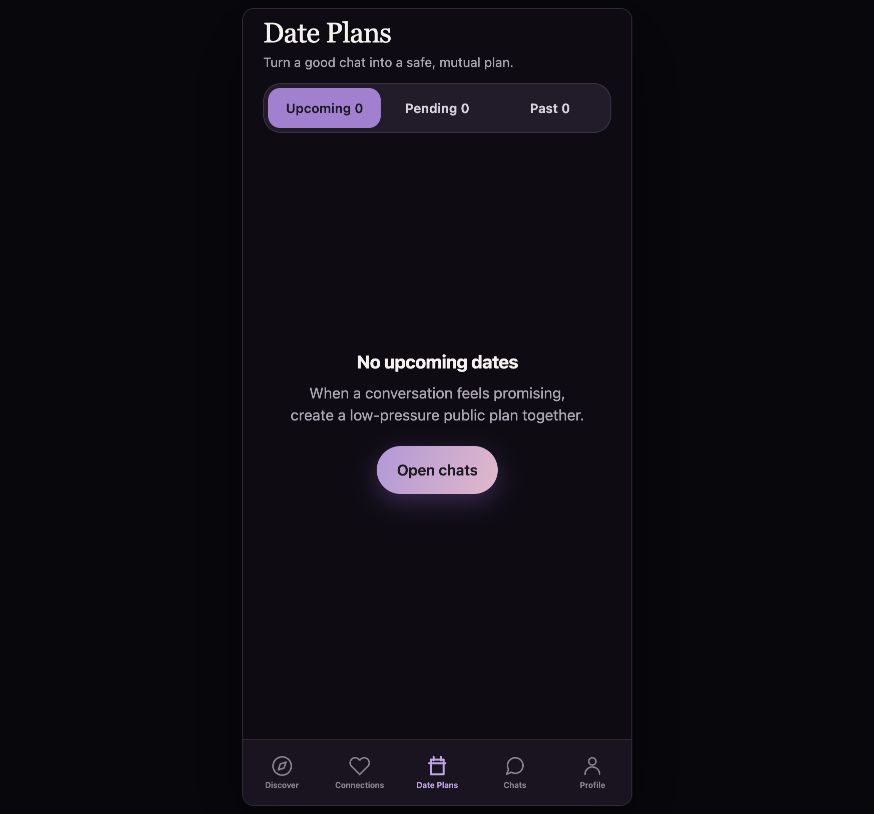 Date Plans
Turn a good chat into a safe, mutual plan.
Upcoming 0 Pending 0 Past 0
No upcoming dates
When a conversation feels promising,
create a low-pressure public plan together.
Open chats
Discover Connections Date Plans Chats Profile